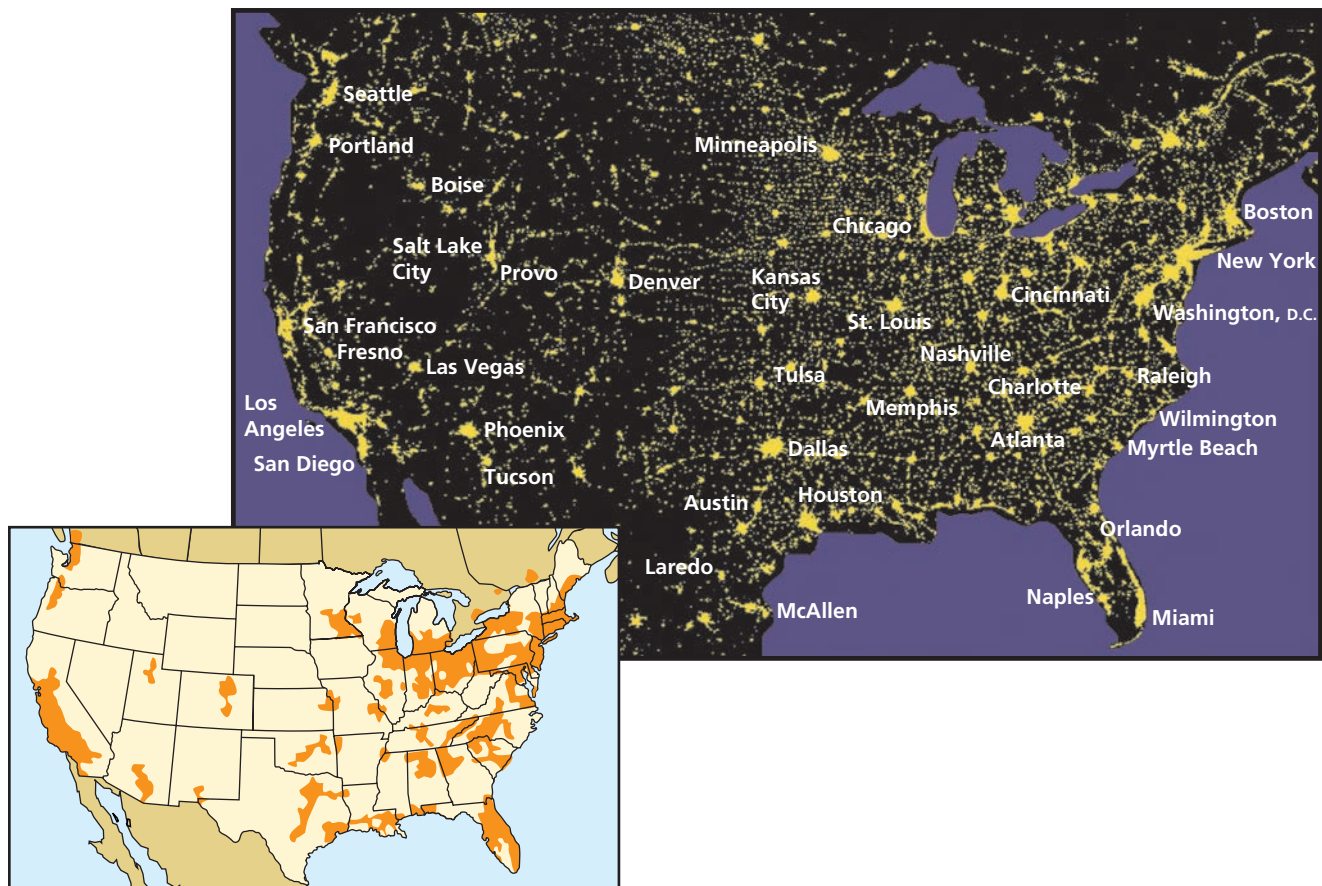 Seattle
Portland
Minneapolis
Boise
Boston
Chicago
Salt Lake
City
Provo
New York
Denver
Kansas
City
Cincinnati
Washington, D.C.
St. Louis
San Francisco
Fresno
Las Vegas
Nashville
Tulsa
Charlotte
Raleigh
Los
Angeles
Memphis
Wilmington
Phoenix
Atlanta
Myrtle Beach
Dallas
San Diego
Tucson
Austin
Houston
Orlando
Laredo
Naples
McAllen
Miami